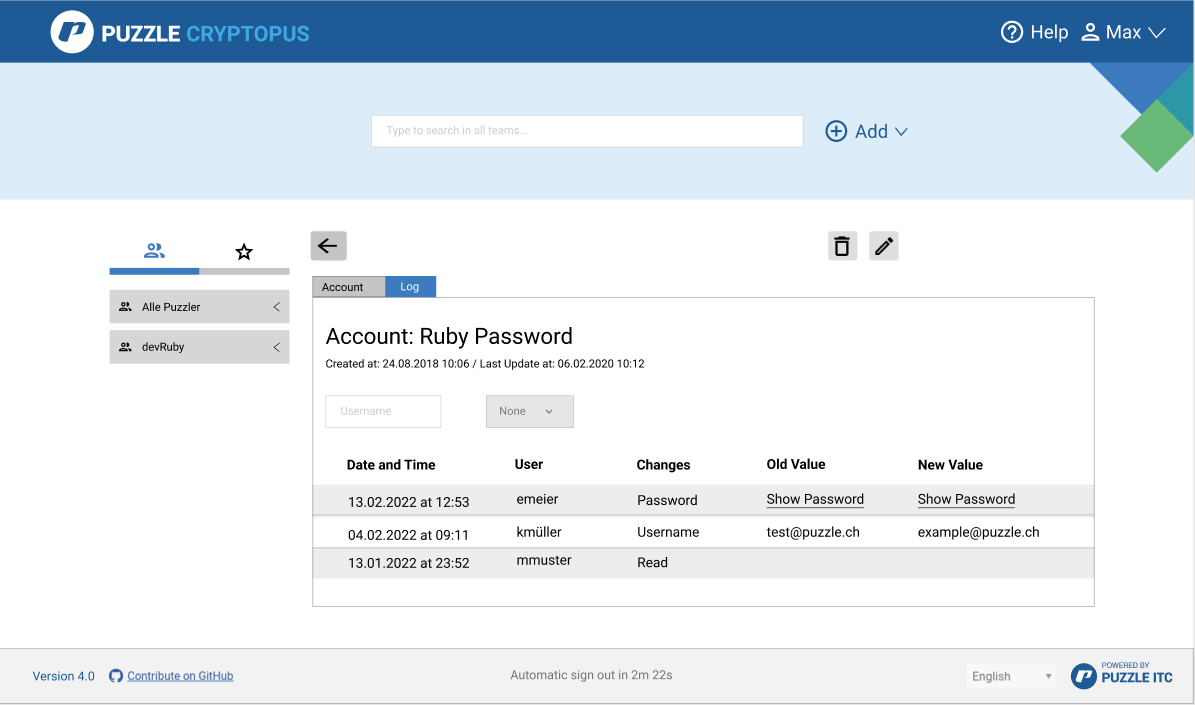 PUZZLE CRYPTOPUS
Help Max
Type to search in all teams...
Add
Alle Puzzler
devRuby
Account Log
Account: Ruby Password
Created at: 24.08.2018 10:06 / Last Update at: 06.02.2020 10:12
Username None
Date and Time User Changes Old Value New Value
13.02.2022 at 12:53 emeier Password Show Password Show Password
04.02.2022 at 09:11 kmüller Username test@puzzle.ch example@puzzle.ch
13.01.2022 at 23:52 mmuster Read
Version 4.0 Contribute on GitHub Automatic sign out in 2m 22s English POWERED BY
PUZZLE ITC